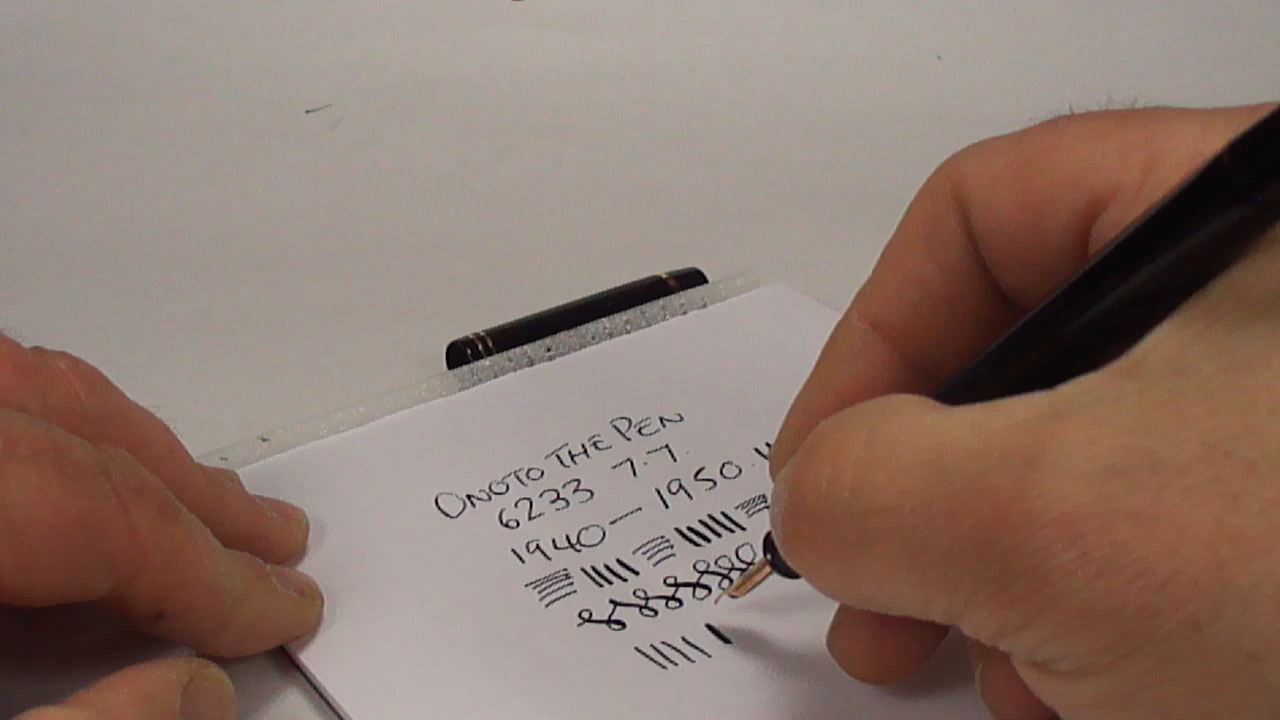 ONOTO THE PEN
6233 7.7.
1940 — 1950.